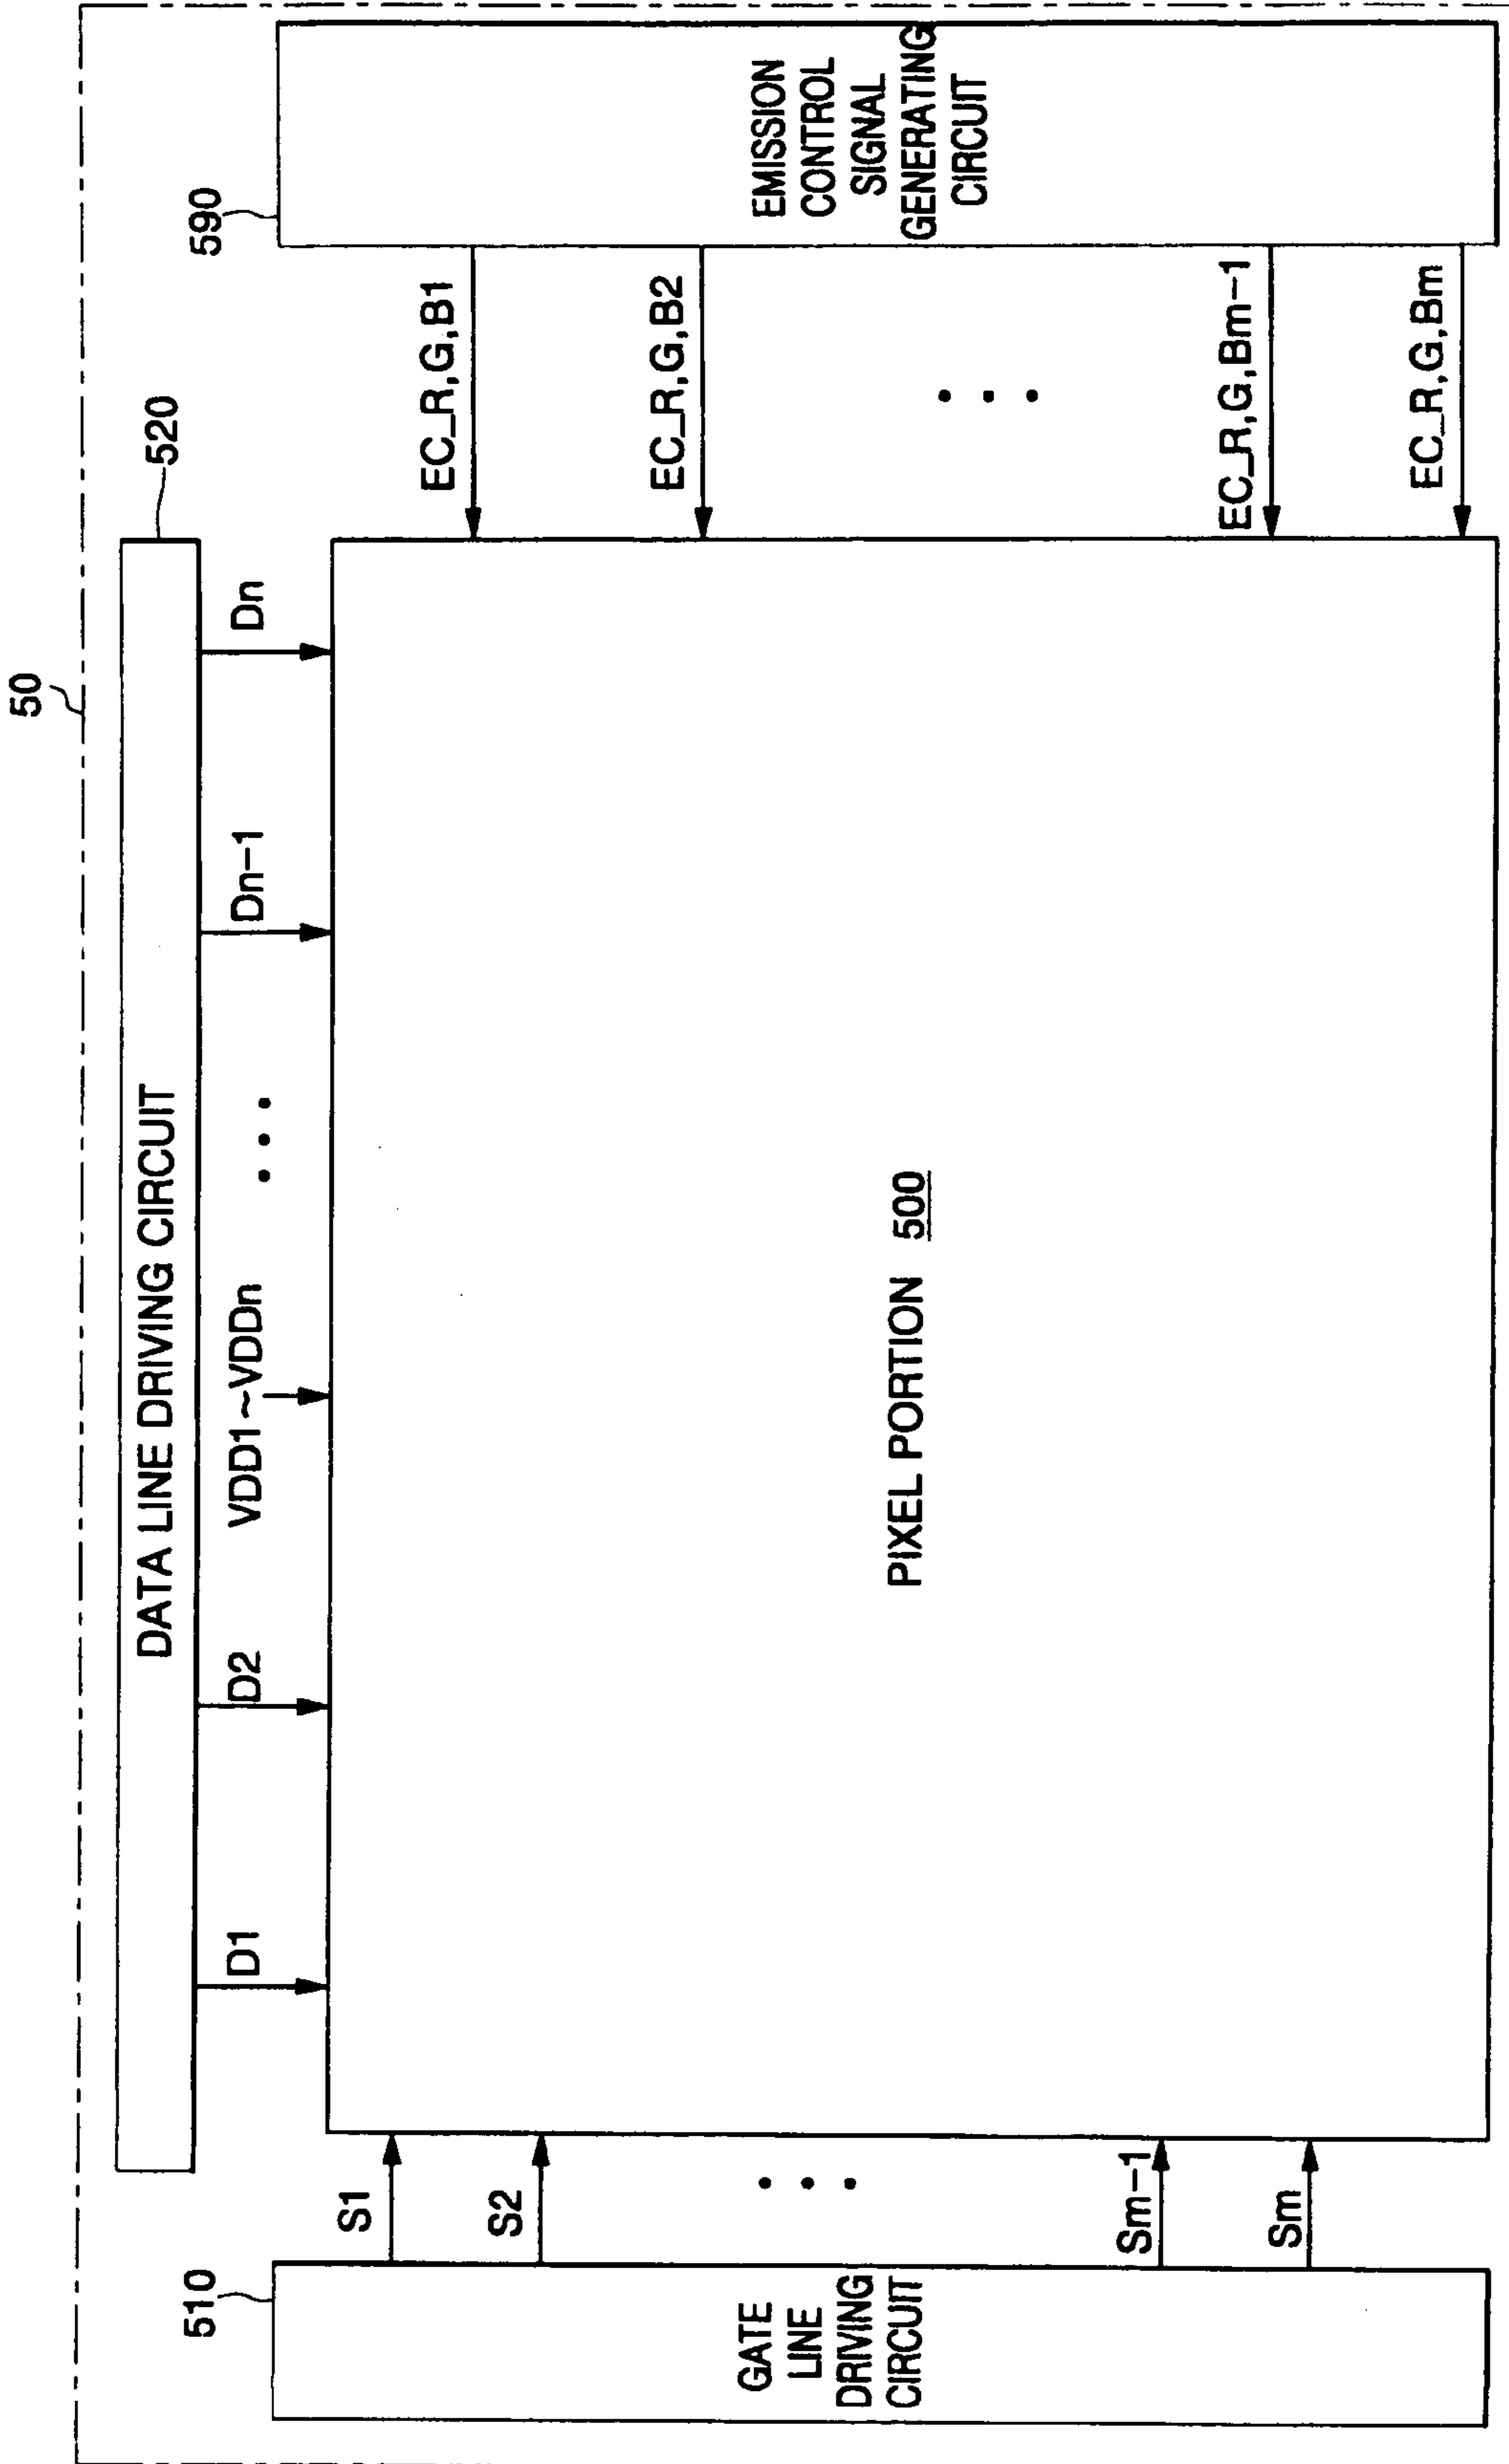 50
520
DATA LINE DRIVING CIRCUIT
510
D1
D2
VDD1~VDDn
• • •
Dn-1
Dn
590
S1
S2
• • •
Sm-1
Sm
GATE
LINE
DRIVING
CIRCUIT
PIXEL PORTION 500
EC_R,G,B1
EC_R,G,B2
• • •
EC_R,G,Bm-1
EC_R,G,Bm
EMISSION
CONTROL
SIGNAL
GENERATING
CIRCUIT